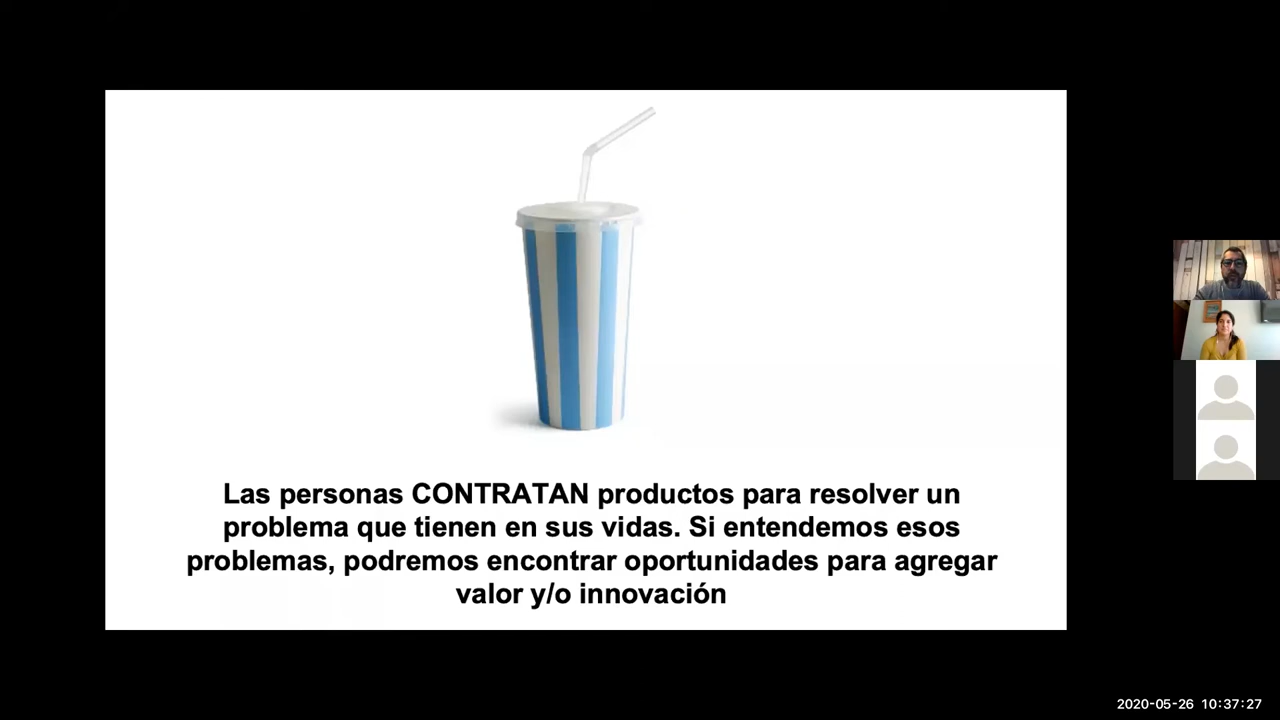 Las personas CONTRATAN productos para resolver un
problema que tienen en sus vidas. Si entendemos esos
problemas, podremos encontrar oportunidades para agregar
valor y/o innovación
2020-05-26 10:37:27